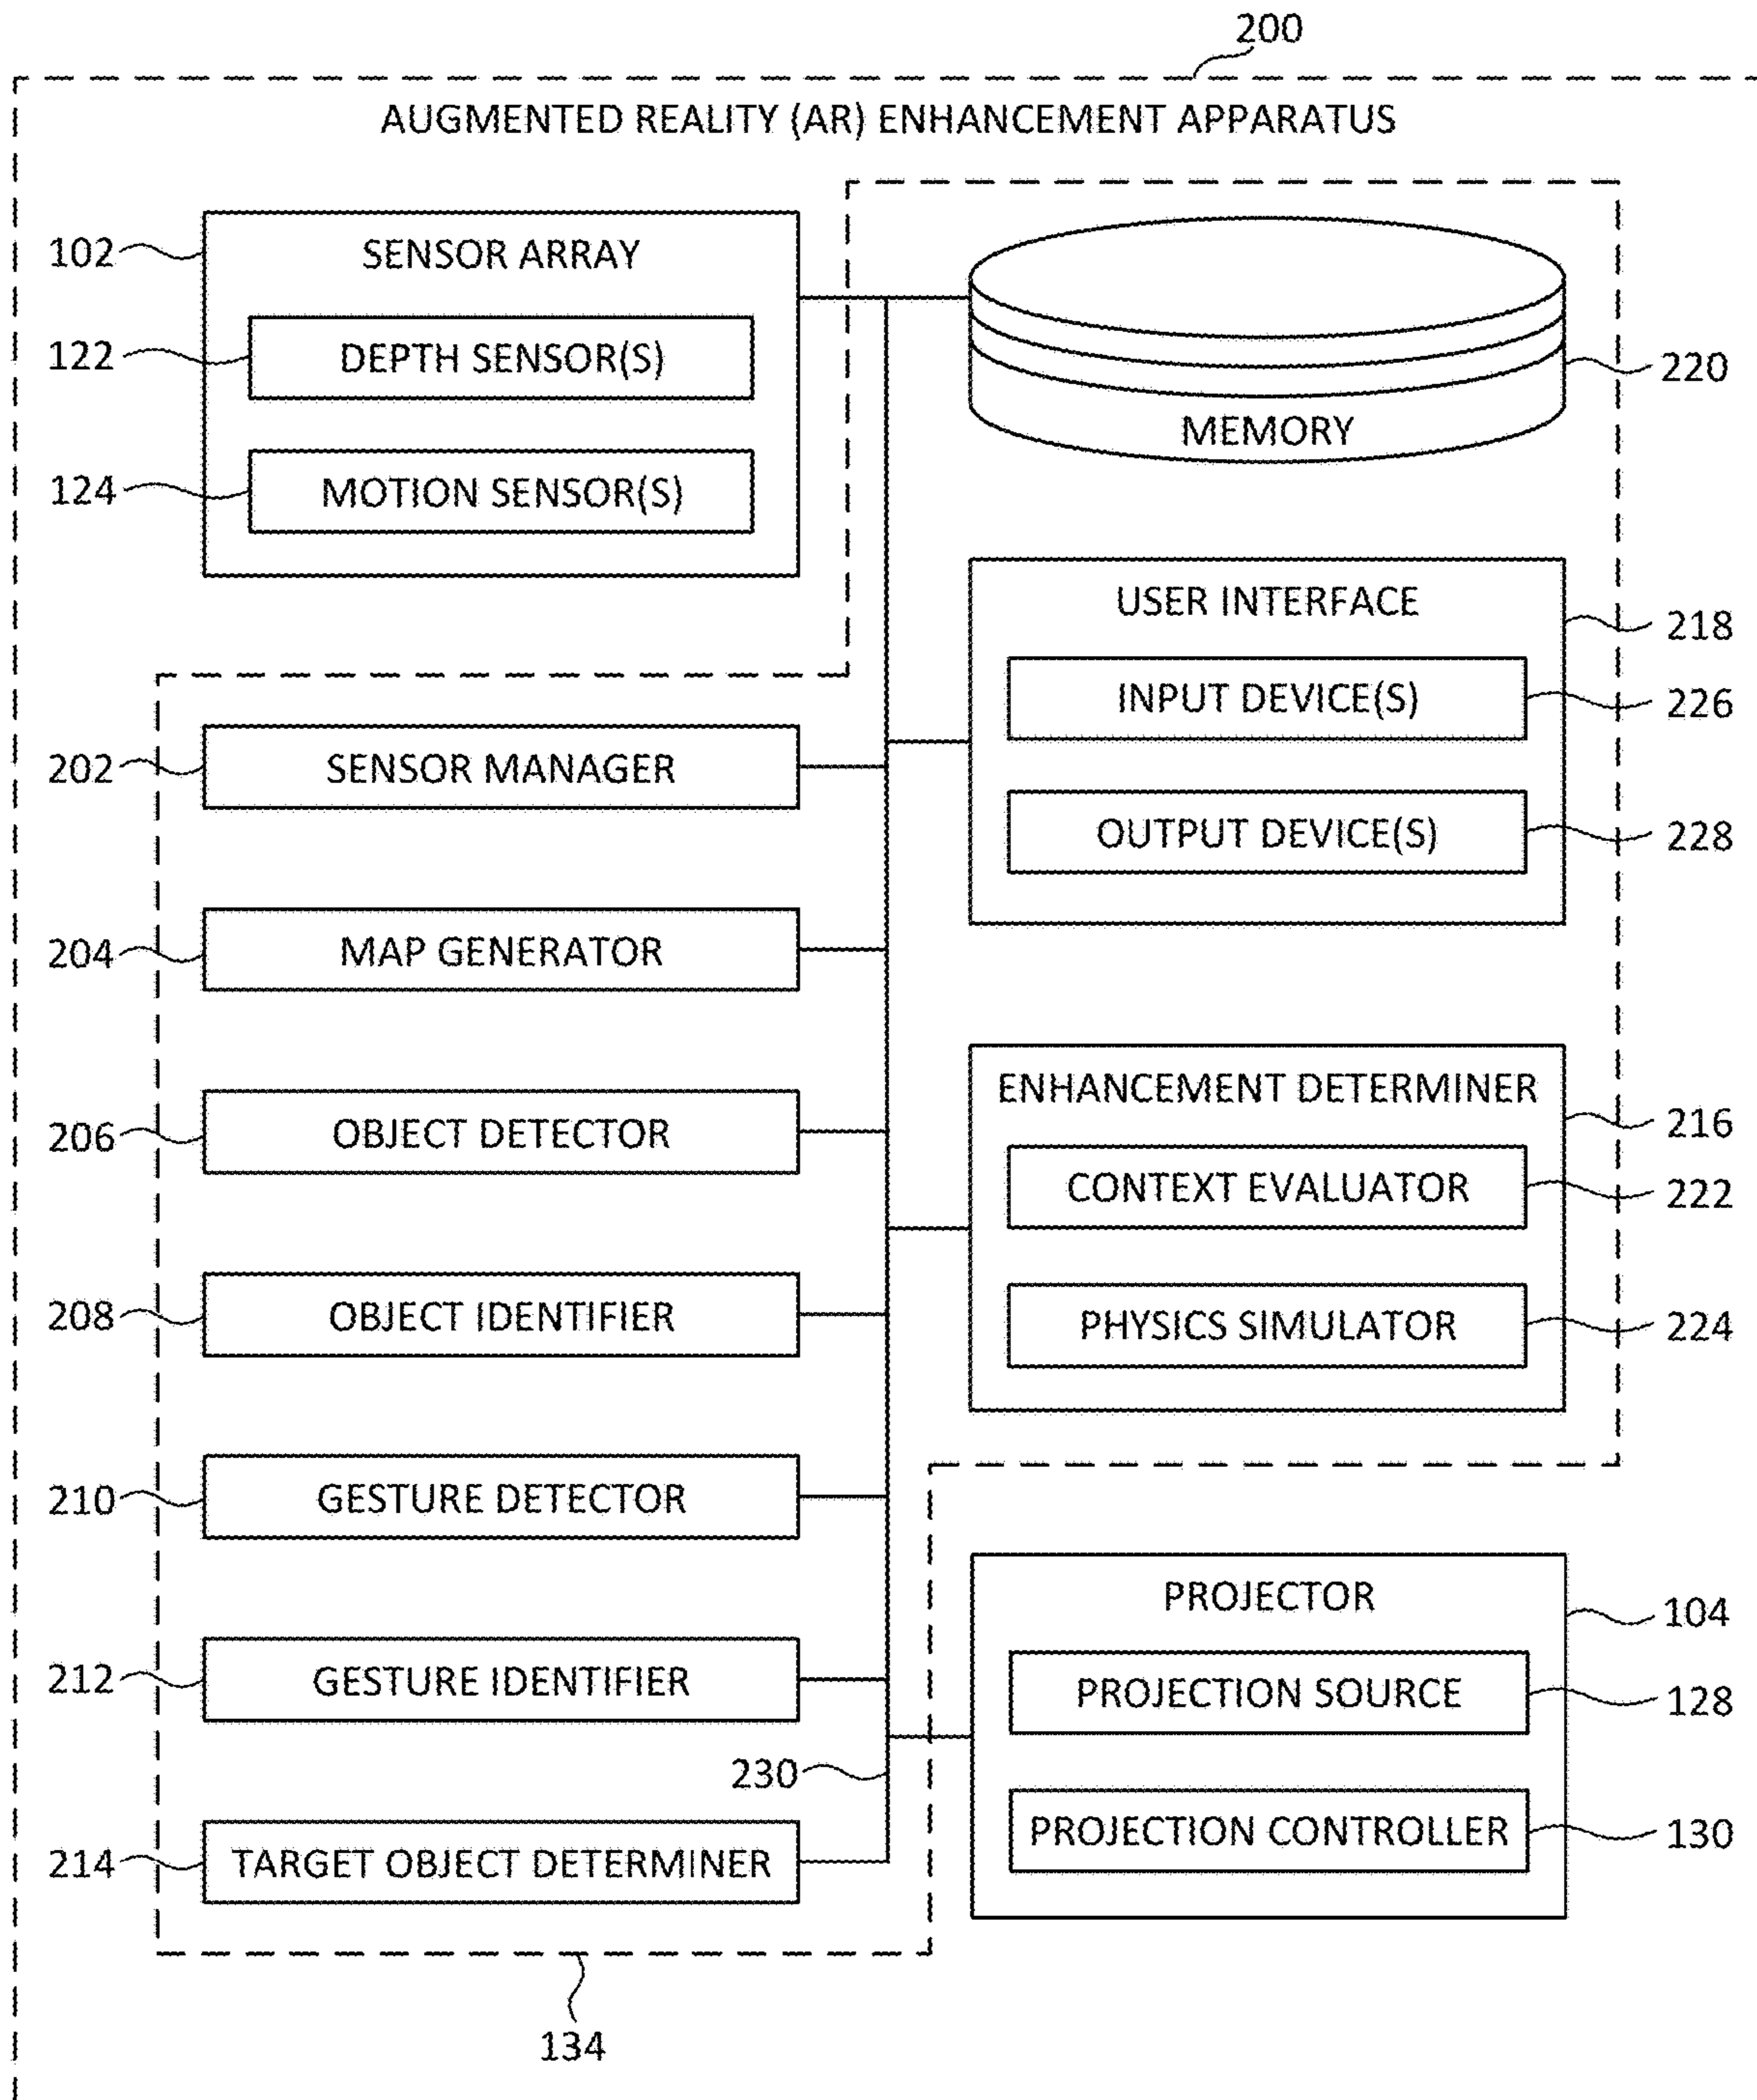 200
AUGMENTED REALITY (AR) ENHANCEMENT APPARATUS
102
SENSOR ARRAY
122
DEPTH SENSOR(S)
124
MOTION SENSOR(S)
MEMORY
220
USER INTERFACE
218
INPUT DEVICE(S)
226
OUTPUT DEVICE(S)
228
202
SENSOR MANAGER
204
MAP GENERATOR
206
OBJECT DETECTOR
208
OBJECT IDENTIFIER
210
GESTURE DETECTOR
212
GESTURE IDENTIFIER
230
214
TARGET OBJECT DETERMINER
ENHANCEMENT DETERMINER
216
CONTEXT EVALUATOR
222
PHYSICS SIMULATOR
224
PROJECTOR
104
PROJECTION SOURCE
128
PROJECTION CONTROLLER
130
134